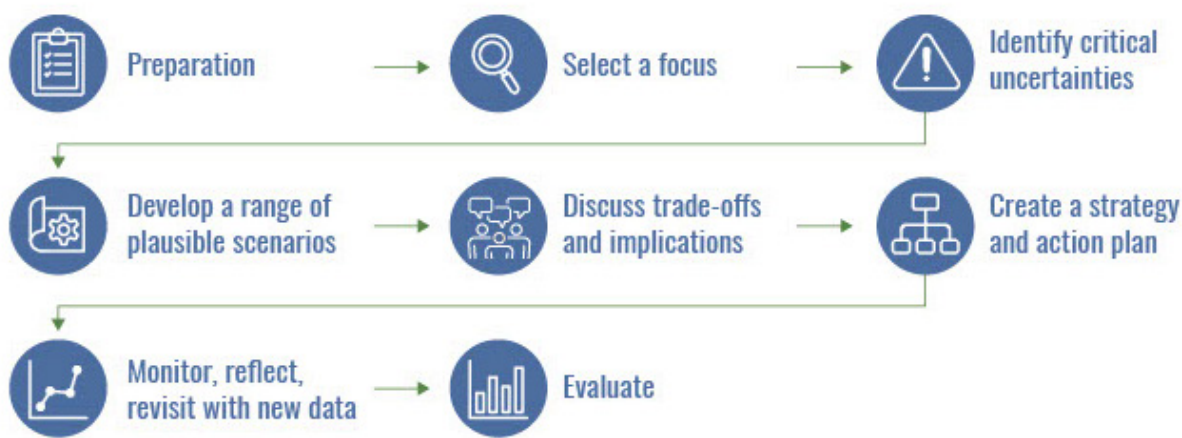 Preparation
Select a focus
Identify critical
uncertainties
Develop a range of
plausible scenarios
Discuss trade-offs
and implications
Create a strategy
and action plan
Monitor, reflect,
revisit with new data
Evaluate